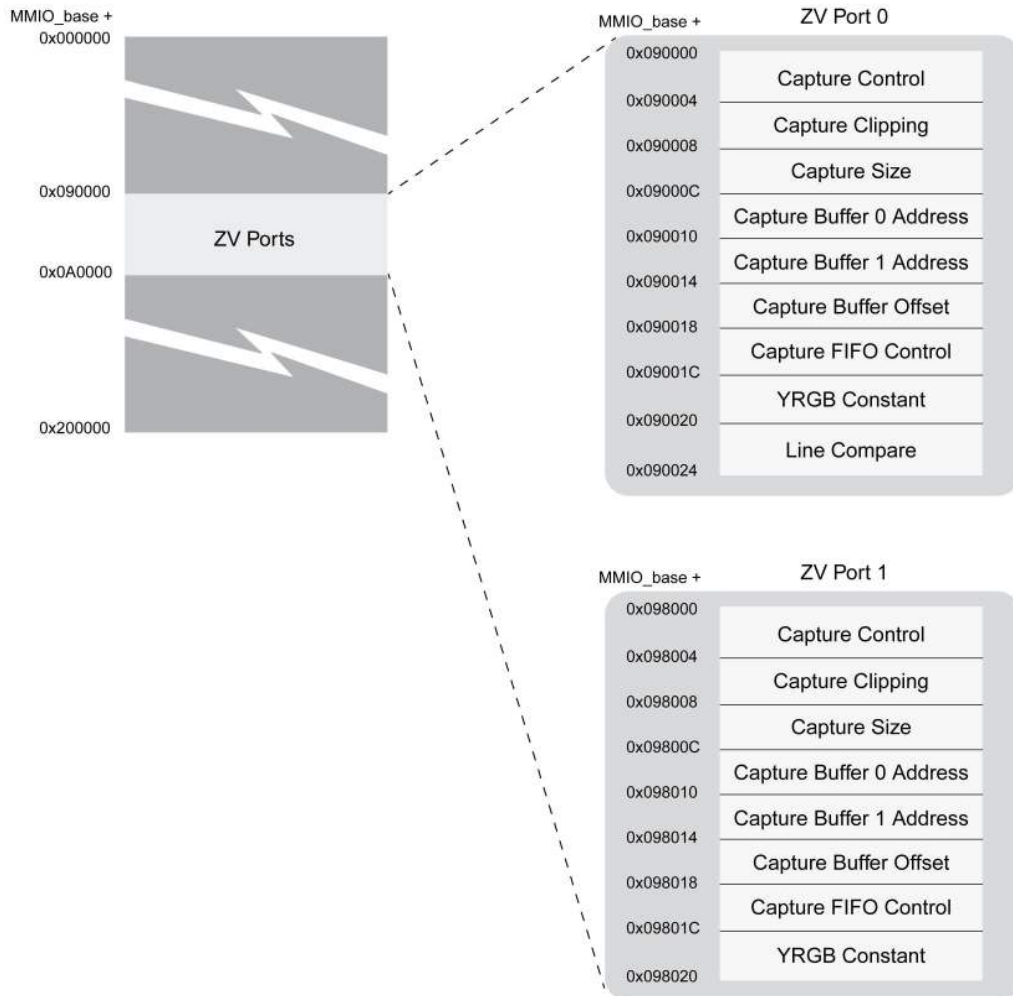 MMIO_base +
0x000000
0x090000
ZV Ports
0x0A0000
0x200000
ZV Port 0
MMIO_base +
0x090000
Capture Control
0x090004
Capture Clipping
0x090008
Capture Size
0x09000C
Capture Buffer 0 Address
0x090010
Capture Buffer 1 Address
0x090014
Capture Buffer Offset
0x090018
Capture FIFO Control
0x09001C
YRGB Constant
0x090020
Line Compare
0x090024
ZV Port 1
MMIO_base +
0x098000
Capture Control
0x098004
Capture Clipping
0x098008
Capture Size
0x09800C
Capture Buffer 0 Address
0x098010
Capture Buffer 1 Address
0x098014
Capture Buffer Offset
0x098018
Capture FIFO Control
0x09801C
YRGB Constant
0x098020